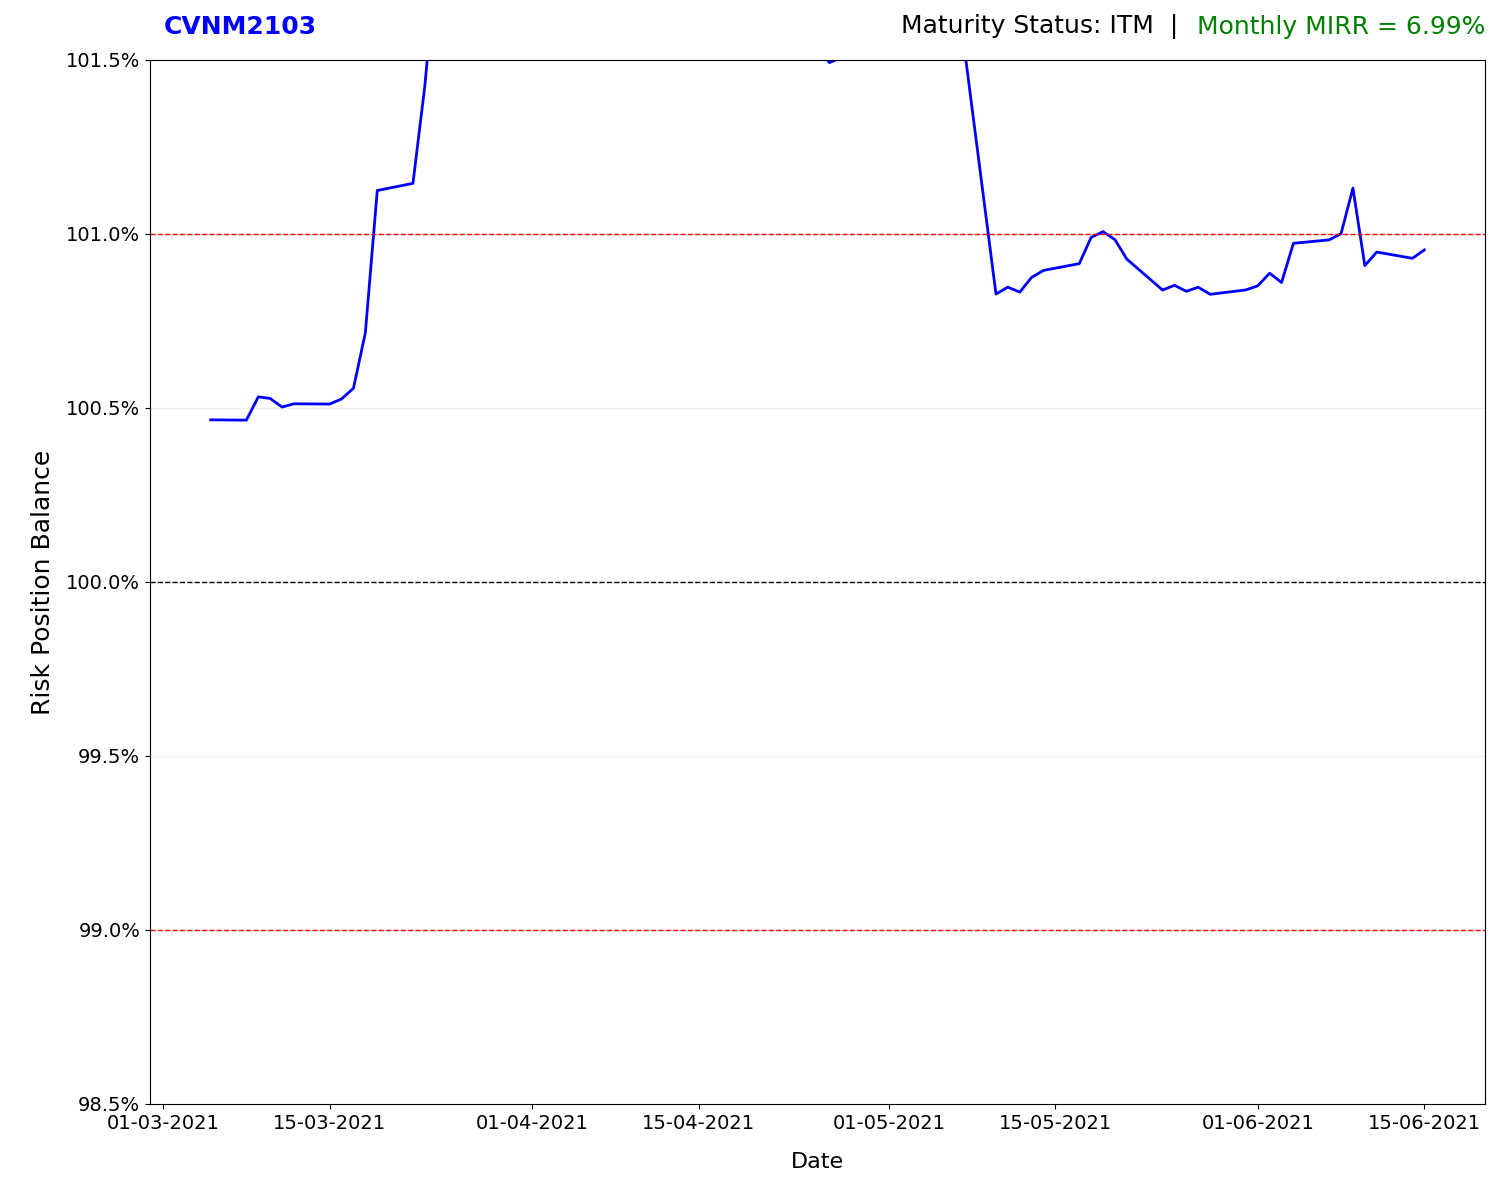 CVNM2103
Maturity Status: ITM | Monthly MIRR = 6.99%
101.5%
101.0%
100.5%
100.0%
99.5%
99.0%
98.5%
Risk Position Balance
01-03-2021 15-03-2021 01-04-2021 15-04-2021 01-05-2021 15-05-2021 01-06-2021 15-06-2021
Date